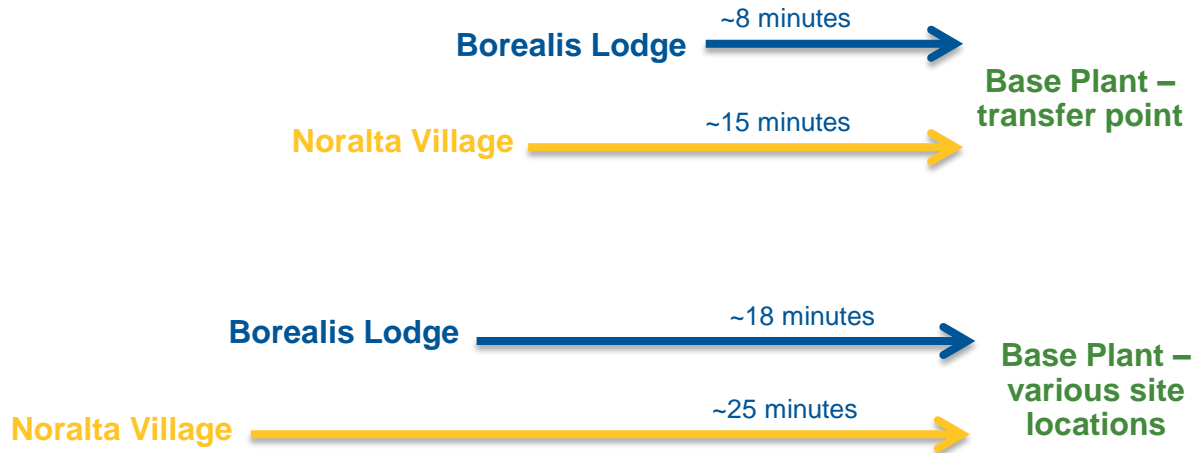 ~8 minutes
Borealis Lodge
Base Plant –
transfer point
~15 minutes
Noralta Village
~18 minutes
Borealis Lodge
Base Plant –
various site
locations
~25 minutes
Noralta Village